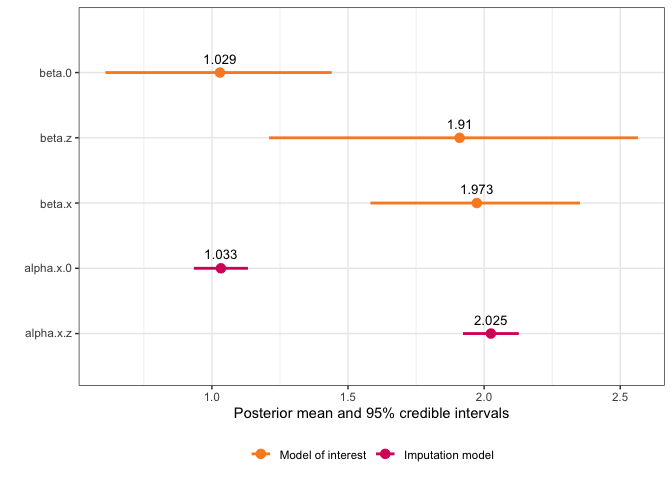 beta.0
1.029
beta.z
1.91
beta.x
1.973
alpha.x.0
1.033
alpha.x.z
2.025
1.0 1.5 2.0 2.5
Posterior mean and 95% credible intervals
Model of interest Imputation model